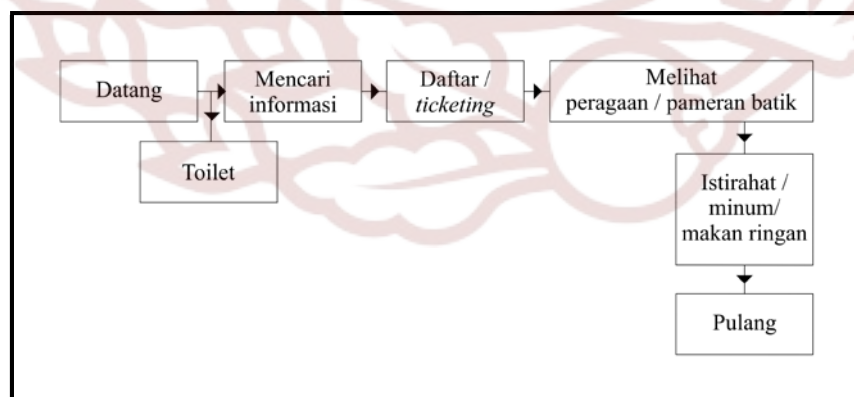 Datang
Mencari
informasi
Daftar /
ticketing
Melihat
peragaan / pameran batik
Toilet
Istirahat /
minum/
makan ringan
Pulang